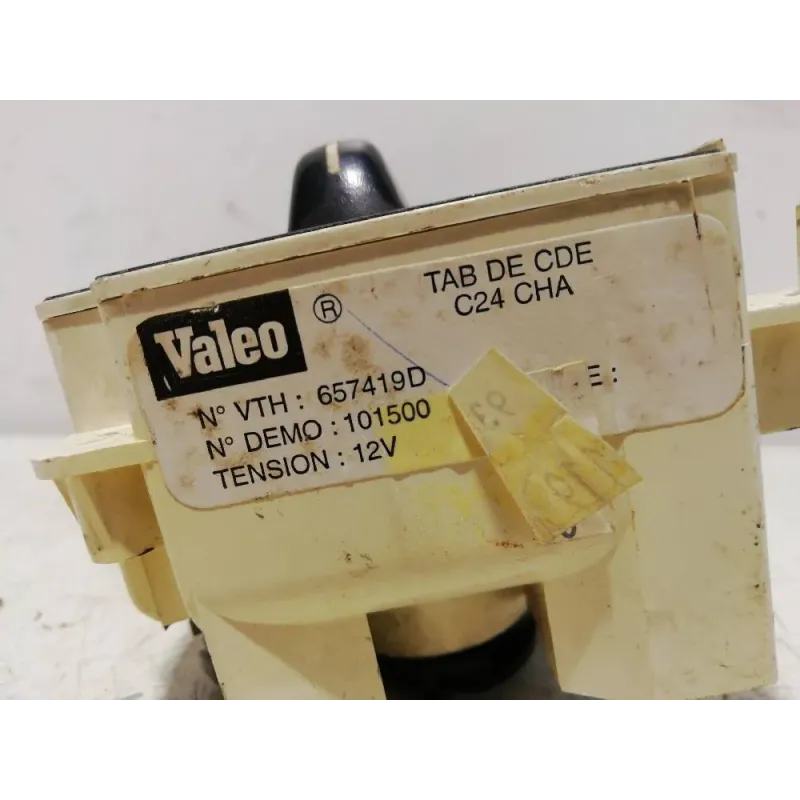 Valeo ®
TAB DE CDE
C24 CHA
N° VTH : 657419D
N° DEMO : 101500
TENSION : 12V
E :